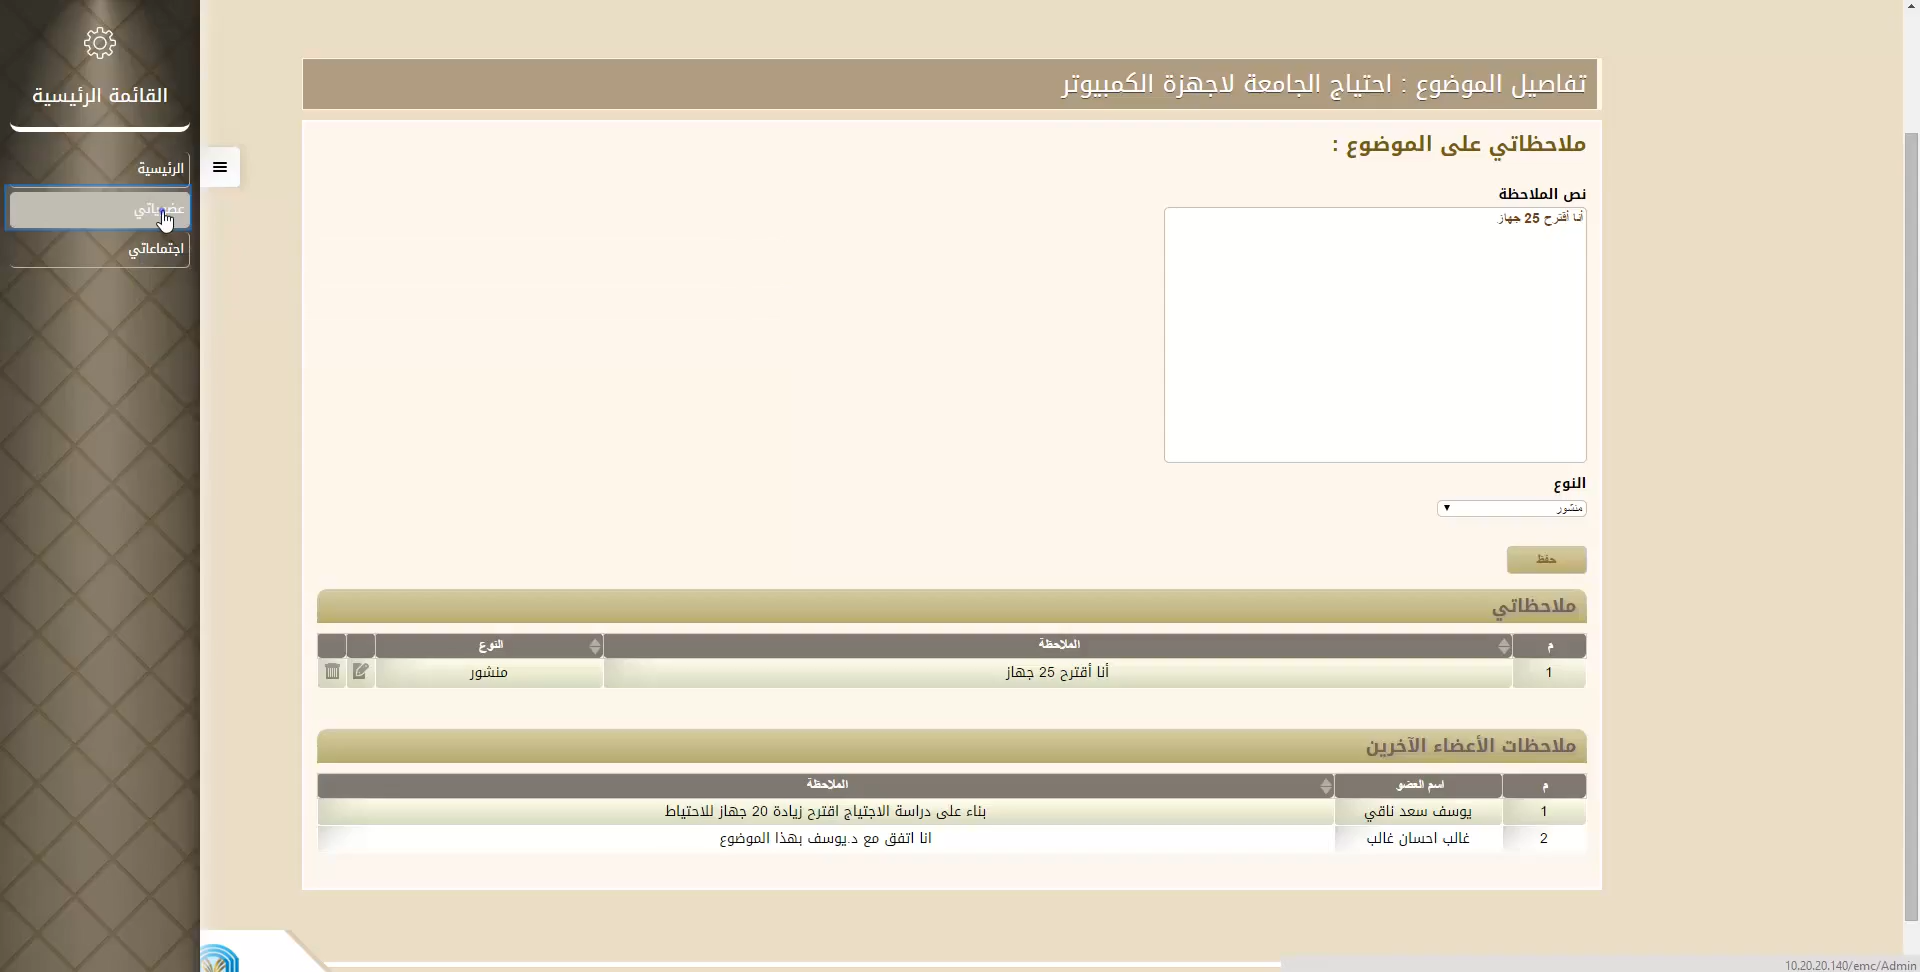 القائمة الرئيسية
الرئيسية
اجتماعاتي
تفاصيل الموضوع : احتياج الجامعة لاجهزة الكمبيوتر
ملاحظاتي على الموضوع :
نص الملاحظة
أنا أقترح 25 جهاز
النوع
منشور
حفظ
ملاحظاتي
م الملاحظة النوع
1 أنا أقترح 25 جهاز منشور
ملاحظات الأعضاء الآخرين
م اسم العضو الملاحظة
1 يوسف سعد ناقي بناء على دراسة الاحتياج اقترح زيادة 20 جهاز للاحتياط
2 غالب احسان غالب انا اتفق مع د.يوسف بهذا الموضوع
10.20.20.140/emc/Admin